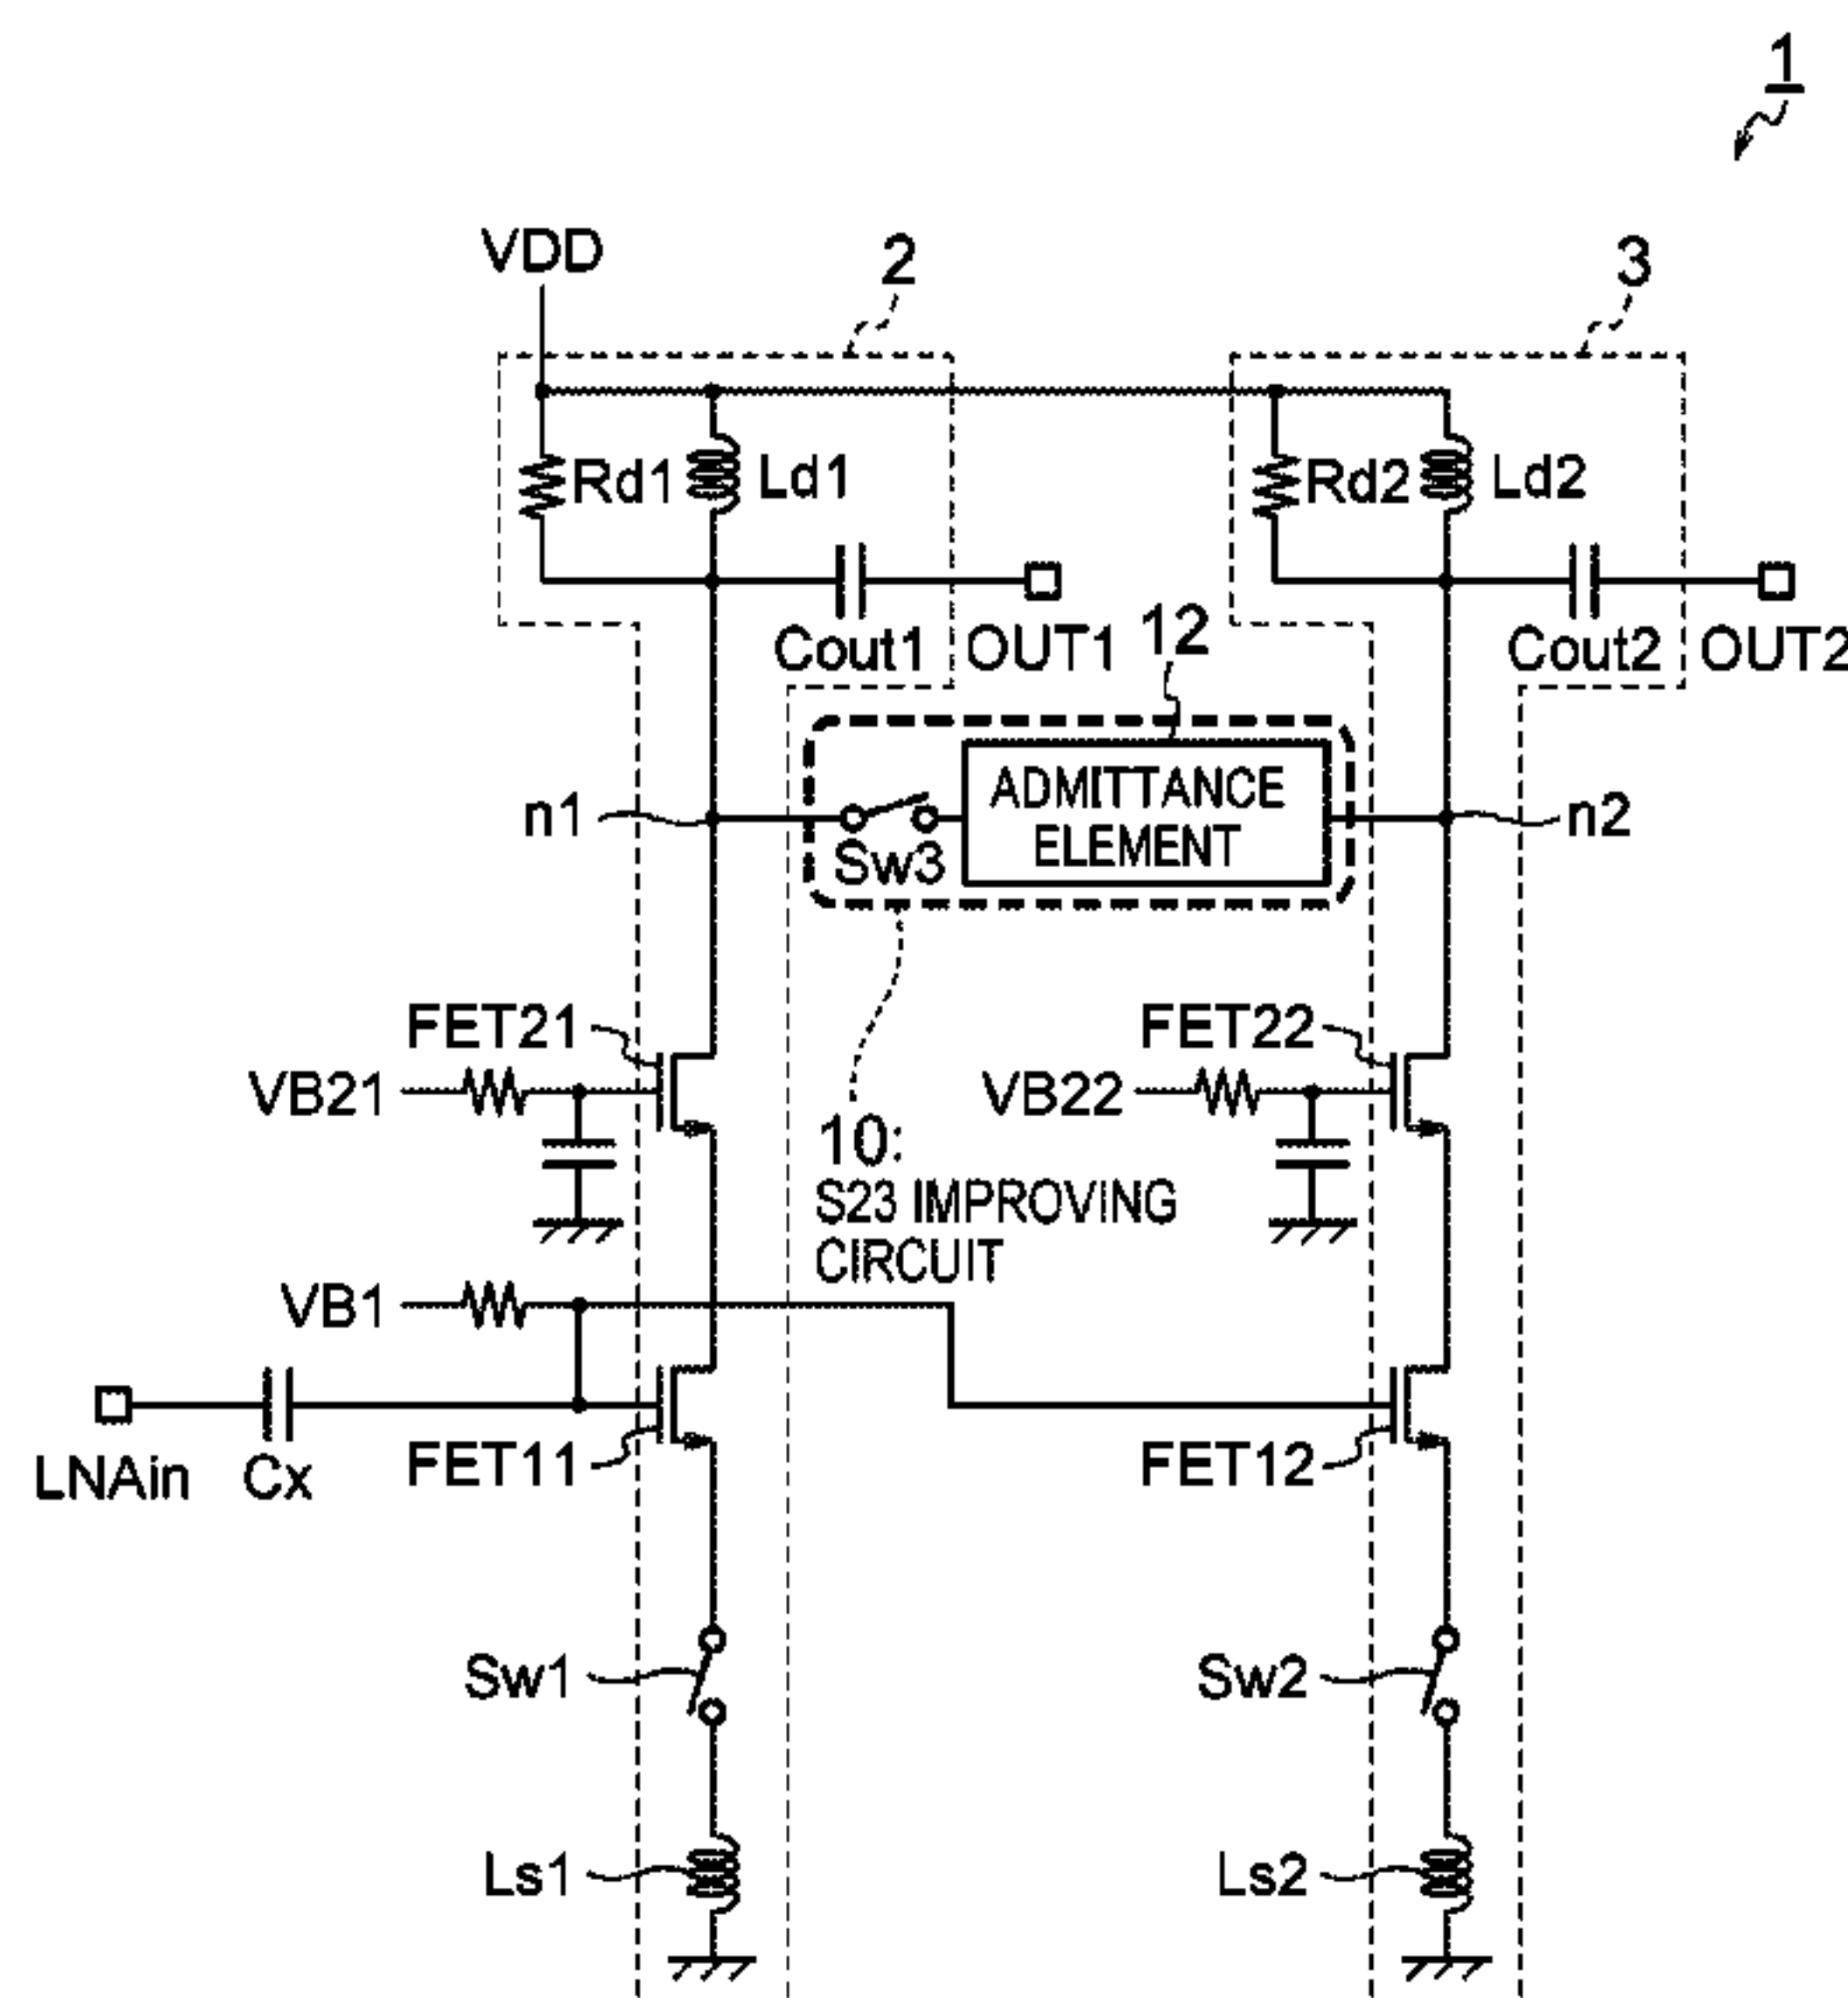 1
VDD
2
3
Rd1
Ld1
Rd2
Ld2
Cout1
OUT1
12
Cout2
OUT2
n1
Sw3
ADMITTANCE
ELEMENT
n2
FET21
FET22
VB21
VB22
10:
S23 IMPROVING
CIRCUIT
VB1
LNAin
Cx
FET11
FET12
Sw1
Sw2
Ls1
Ls2